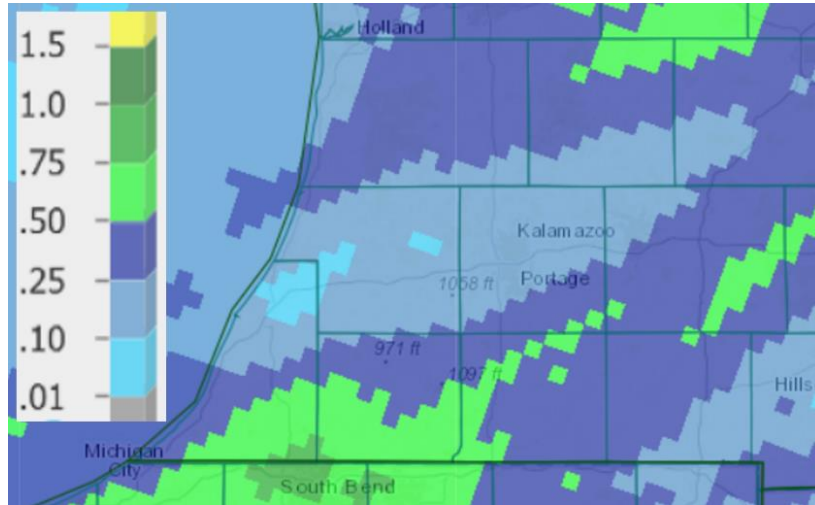 1.5
1.0
.75
.50
.25
.10
.01
Holland
Kalamazoo
Portage
1058 ft
971 ft
1097 ft
Hills
Michigan
City
South Bend